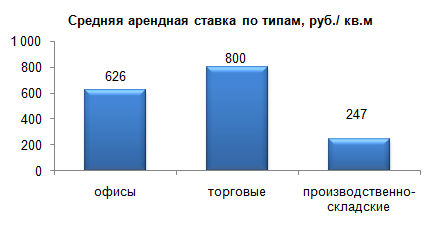 Средняя арендная ставка по типам, руб./ кв.м
1 000
800
600
400
200
0
626
800
247
офисы
торговые
производственно-
складские